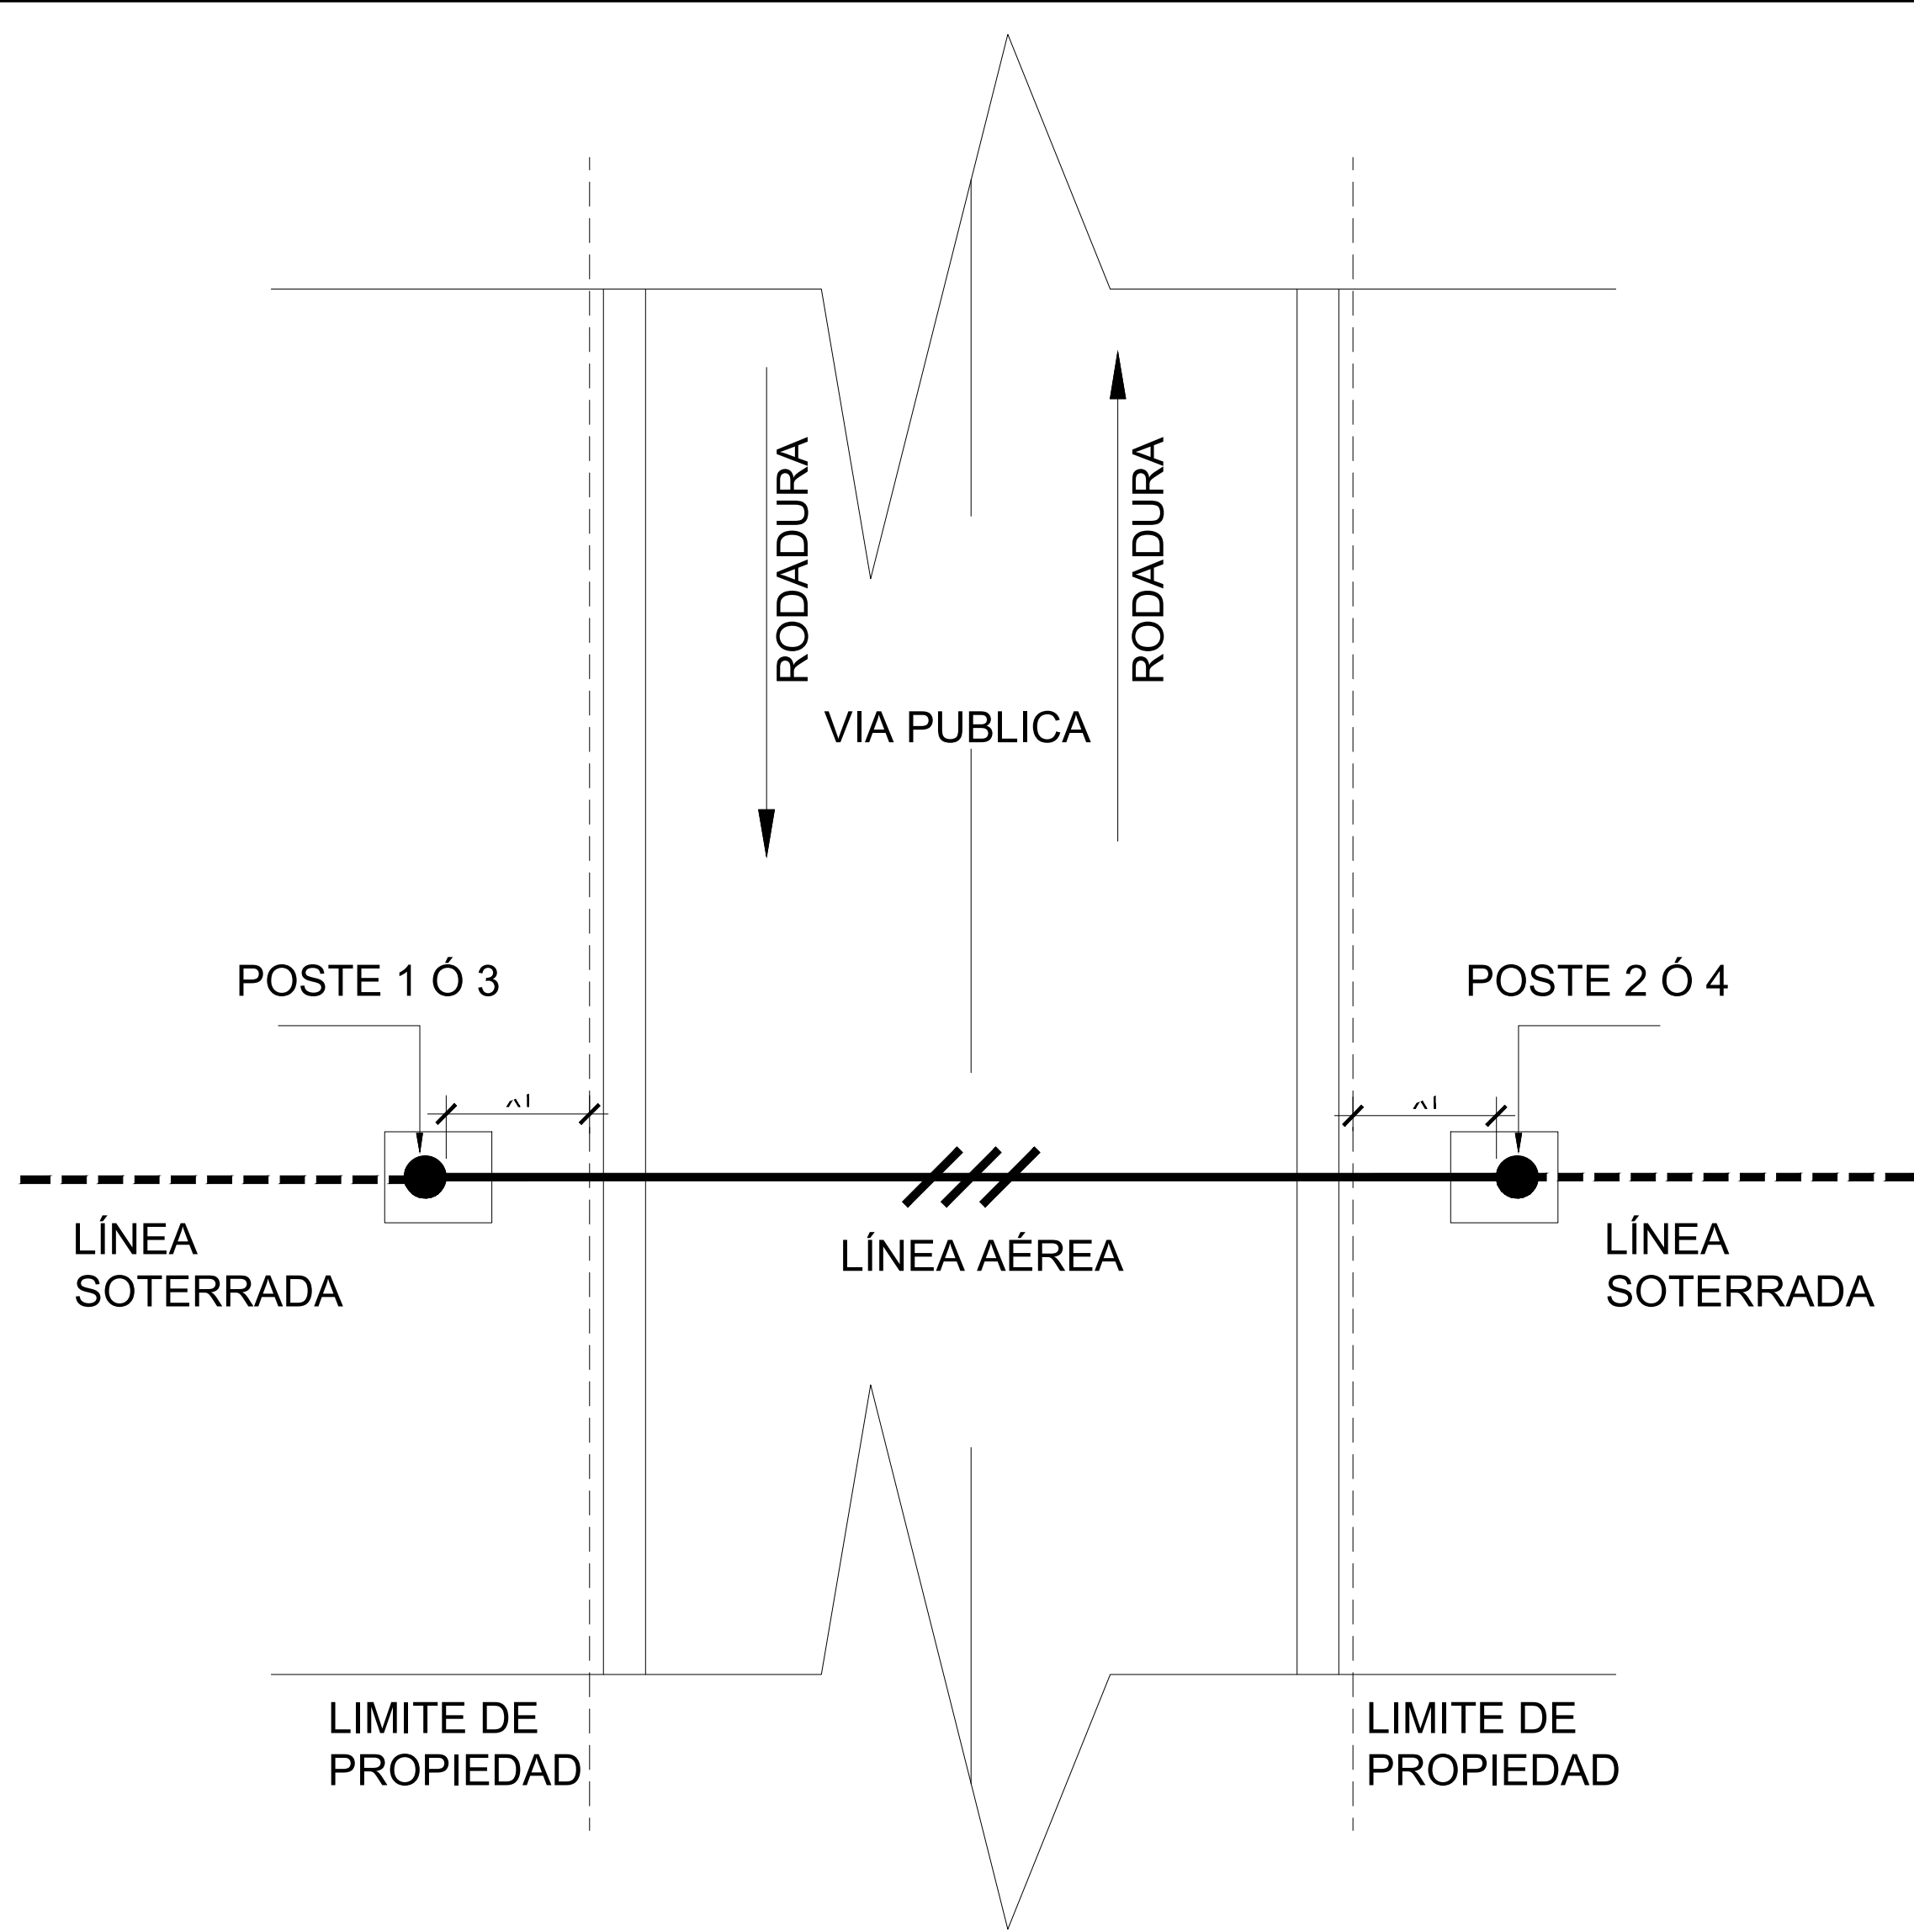 RODADURA
RODADURA
VIA PUBLICA
POSTE 1 Ó 3
POSTE 2 Ó 4
LÍNEA
SOTERRADA
LÍNEA AÉREA
LÍNEA
SOTERRADA
LIMITE DE
PROPIEDAD
LIMITE DE
PROPIEDAD